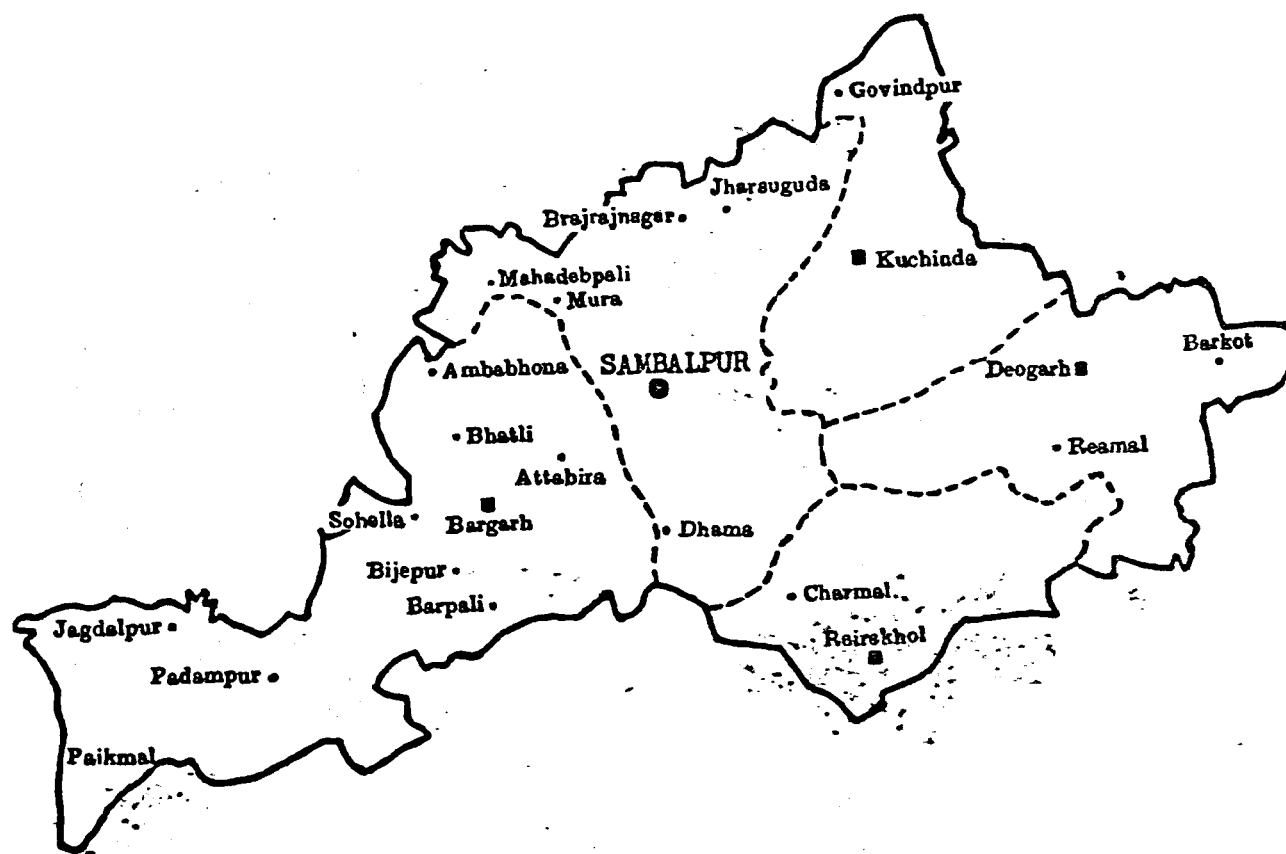 Govindpur
Jharsuguda
Brajrajnagar
Kuchinda
Mahadebpali
Mura
Barkot
SAMBALPUR
Deogarh
Ambabhona
Bhatli
Reamal
Attabira
Sohella
Bargarh
Dhama
Bijepur
Charmal
Barpali
Jagdalpur
Rairakhol
Padampur
Paikmal